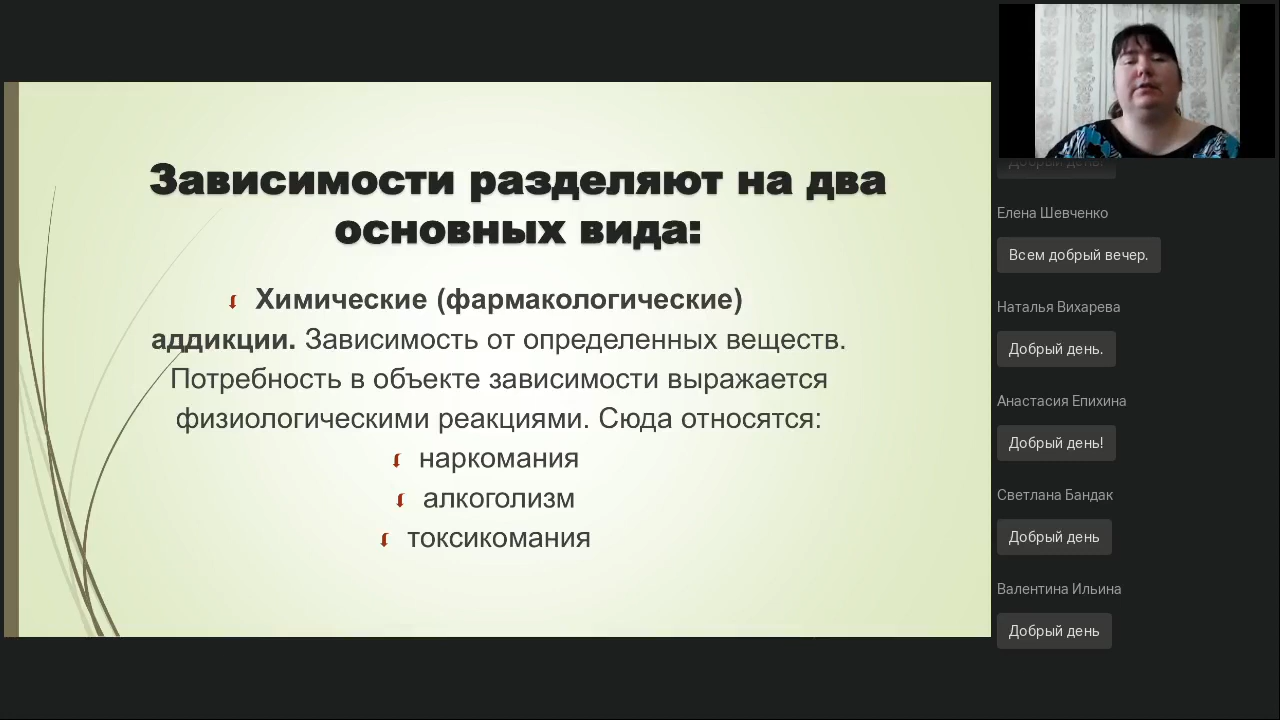 Зависимости разделяют на два
основных вида:
Химические (фармакологические)
аддикции. Зависимость от определенных веществ.
Потребность в объекте зависимости выражается
физиологическими реакциями. Сюда относятся:
наркомания
алкоголизм
токсикомания
Добрый день!
Елена Шевченко
Всем добрый вечер.
Наталья Вихарева
Добрый день.
Анастасия Епихина
Добрый день!
Светлана Бандак
Добрый день
Валентина Ильина
Добрый день